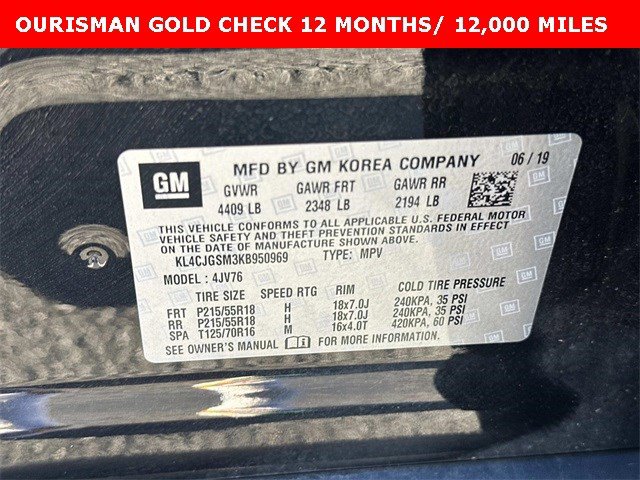 OURISMAN GOLD CHECK 12 MONTHS/ 12,000 MILES
GM
MFD BY GM KOREA COMPANY 06/19
GVWR GAWR FRT GAWR RR
4409 LB 2348 LB 2194 LB
THIS VEHICLE CONFORMS TO ALL APPLICABLE U.S. FEDERAL MOTOR
VEHICLE SAFETY AND THEFT PREVENTION STANDARDS IN EFFECT
ON THE DATE OF MANUFACTURE SHOWN ABOVE.
KL4CJGSM3KB950969 TYPE: MPV
MODEL: 4JV76
TIRE SIZE SPEED RTG RIM COLD TIRE PRESSURE
FRT P215/55R18 H 18x7.0J 240KPA, 35 PSI
RR P215/55R18 H 18x7.0J 240KPA, 35 PSI
SPA T125/70R16 M 16x4.0T 420KPA, 60 PSI
SEE OWNER'S MANUAL FOR MORE INFORMATION.